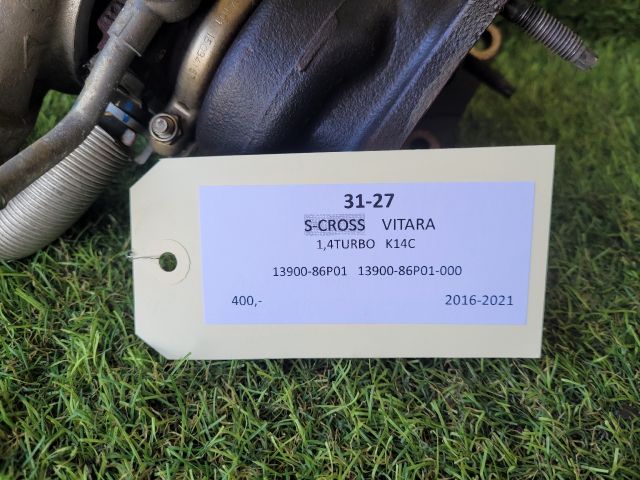 31-27
S-CROSS VITARA
1,4TURBO K14C
13900-86P01 13900-86P01-000
400,- 2016-2021